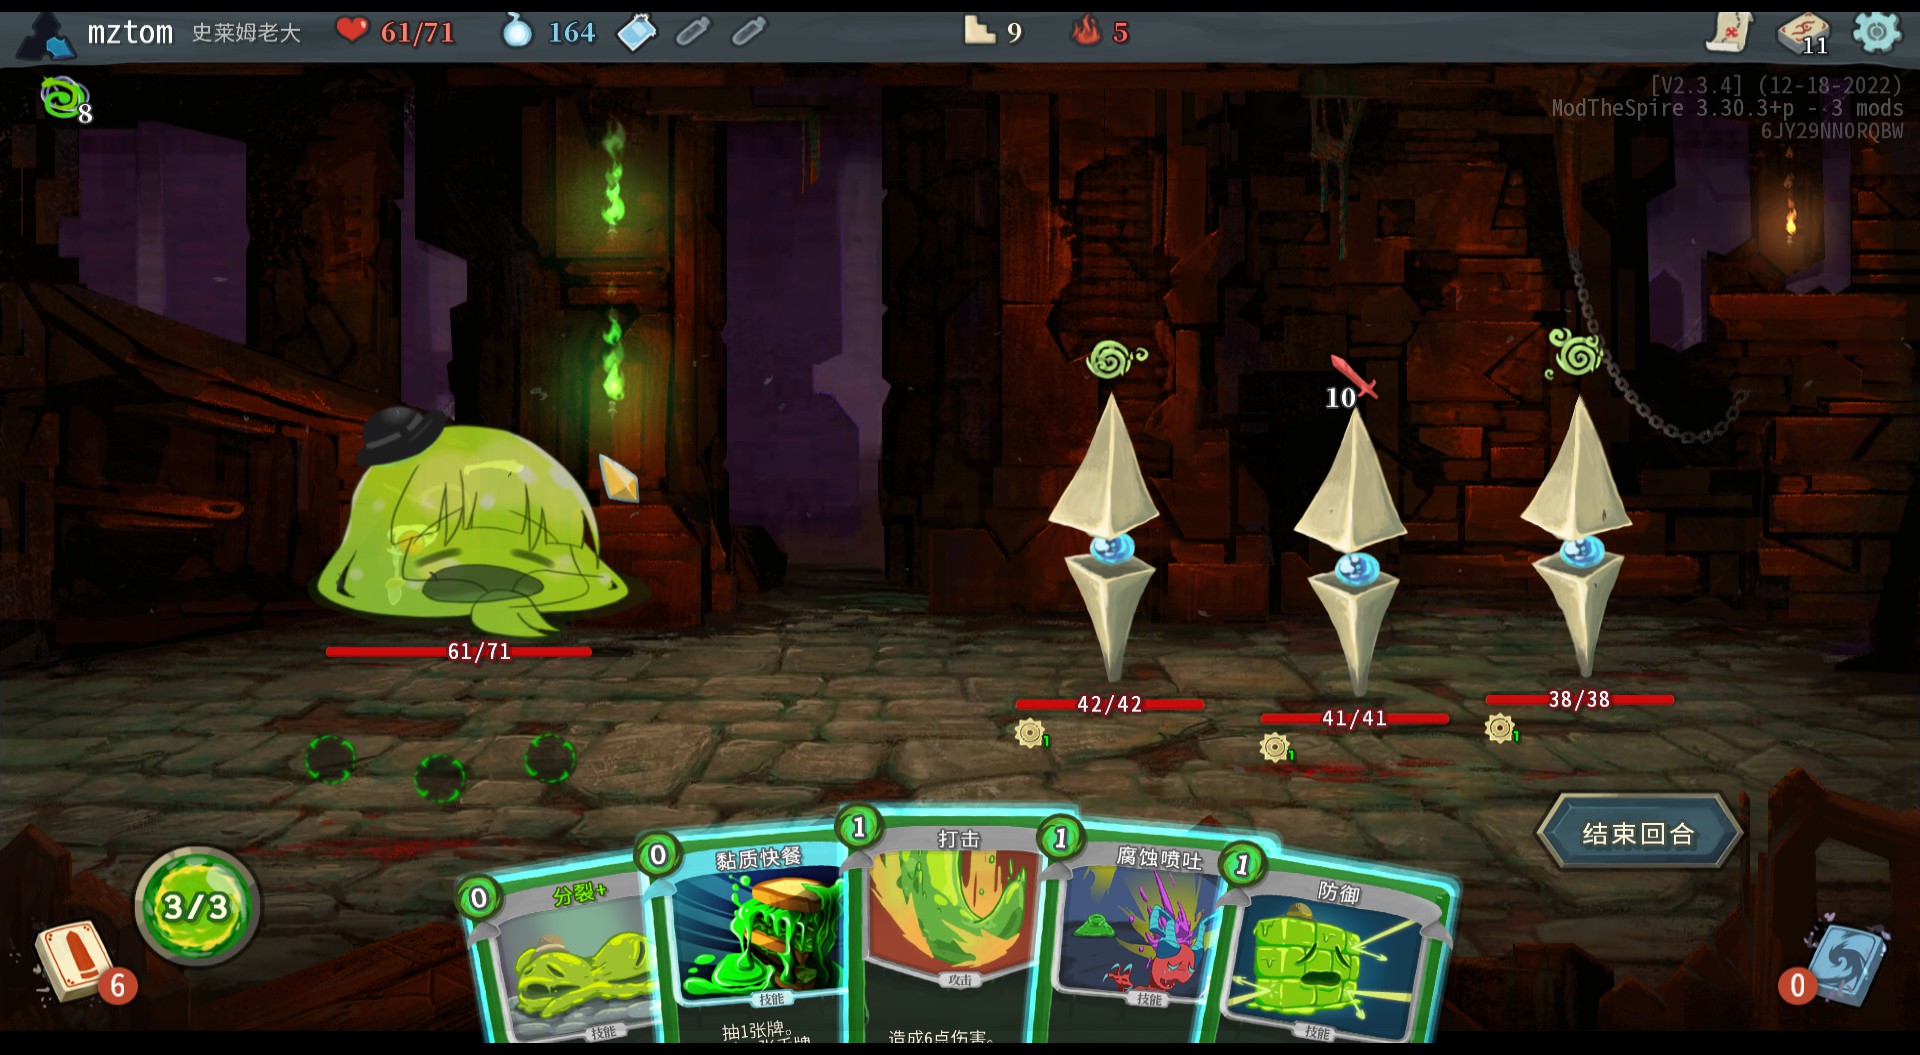 mztom 史莱姆老大 61/71 164 9 5 11
8
[V2.3.4] (12-18-2022)
ModTheSpire 3.30.3+p - 3 mods
6JY29NN0RQBW
10
61/71
42/42
41/41
38/38
1
1
1
结束回合
3/3
6
0
0 分裂+
技能
0 黏质快餐
技能
抽1张牌。
1 打击
攻击
造成6点伤害。
1 腐蚀喷吐
技能
1 防御
技能